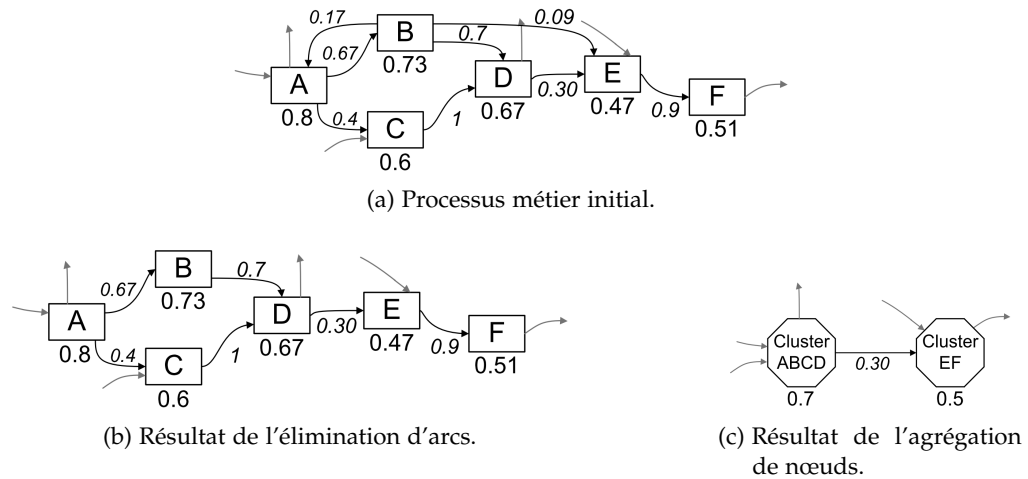 0.17
0.09
B
0.7
0.67
0.73
A
D
E
0.30
0.8
0.67
0.47
0.9
F
0.51
0.4
1
C
0.6
(a) Processus métier initial.
B
0.7
0.67
0.73
A
D
E
0.30
0.8
0.67
0.47
0.9
F
0.51
0.4
1
C
0.6
(b) Résultat de l'élimination d'arcs.
Cluster
ABCD
0.30
Cluster
EF
0.7
0.5
(c) Résultat de l'agrégation
de nœuds.